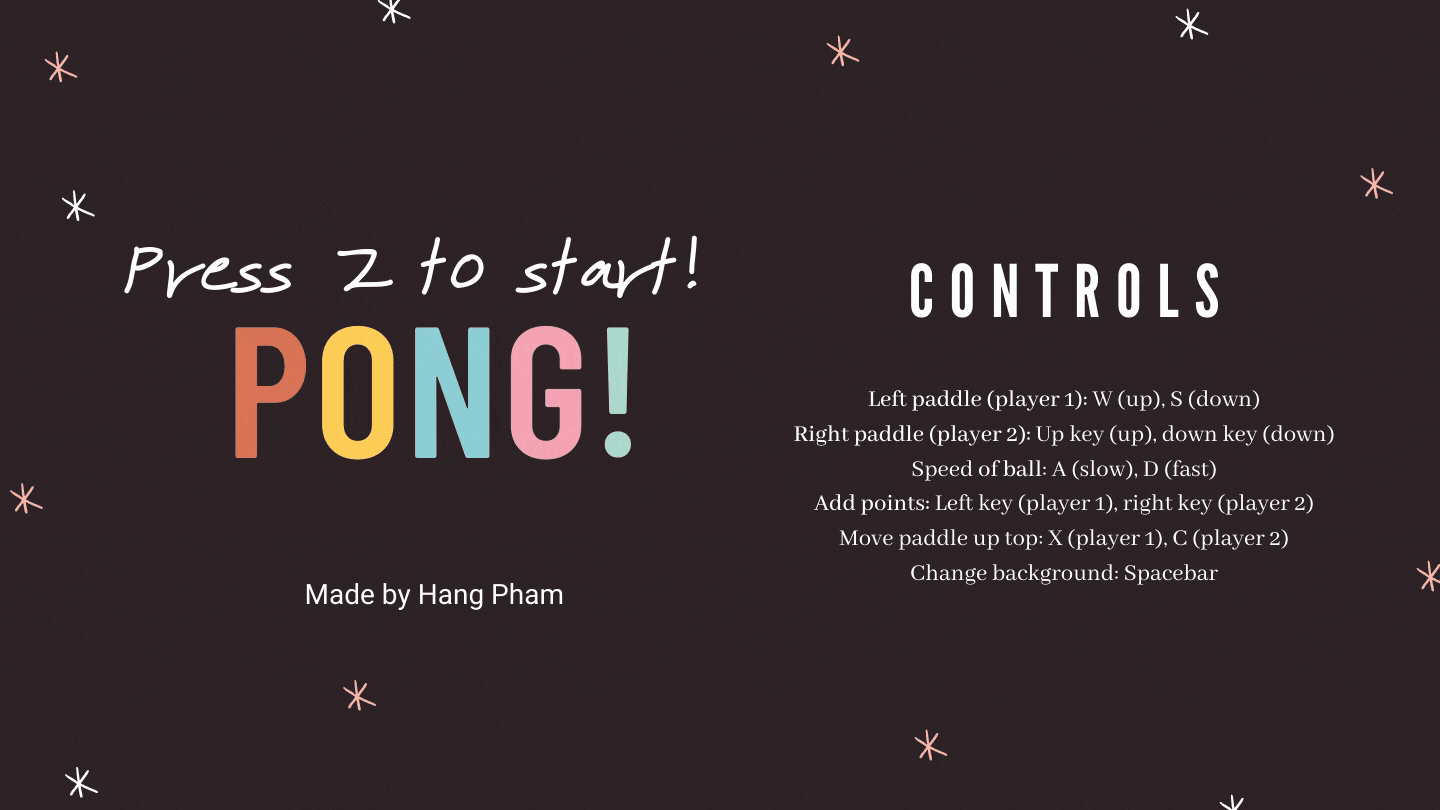 Press Z to start!
PONG!
Made by Hang Pham
CONTROLS
Left paddle (player 1): W (up), S (down)
Right paddle (player 2): Up key (up), down key (down)
Speed of ball: A (slow), D (fast)
Add points: Left key (player 1), right key (player 2)
Move paddle up top: X (player 1), C (player 2)
Change background: Spacebar